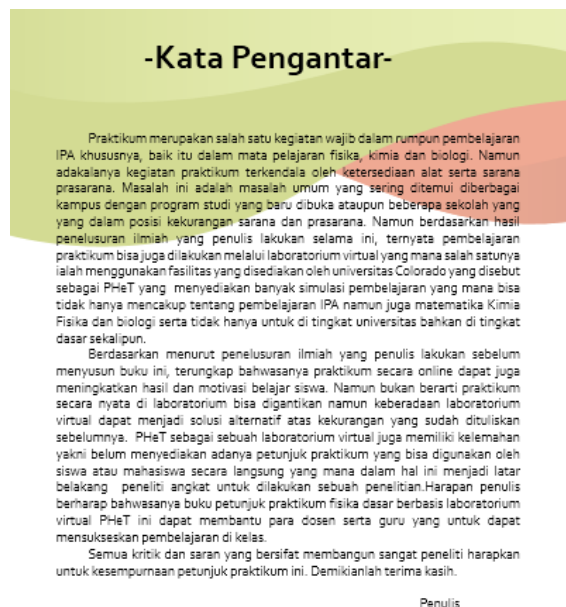 -Kata Pengantar-
Praktikum merupakan salah satu kegiatan wajib dalam rumpun pembelajaran
IPA khususnya, baik itu dalam mata pelajaran fisika, kimia dan biologi. Namun
adakalanya kegiatan praktikum terkendala oleh ketersediaan alat serta sarana
prasarana. Masalah ini adalah masalah umum yang sering ditemui diberbagai
kampus dengan program studi yang baru dibuka ataupun beberapa sekolah yang
yang dalam posisi kekurangan sarana dan prasarana. Namun berdasarkan hasil
penelusuran ilmiah yang penulis lakukan selama ini, ternyata pembelajaran
praktikum bisa juga dilakukan melalui laboratorium virtual yang mana salah satunya
ialah menggunakan fasilitas yang disediakan oleh universitas Colorado yang disebut
sebagai PHeT yang menyediakan banyak simulasi pembelajaran yang mana bisa
tidak hanya mencakup tentang pembelajaran IPA namun juga matematika Kimia
Fisika dan biologi serta tidak hanya untuk di tingkat universitas bahkan di tingkat
dasar sekalipun.
Berdasarkan menurut penelusuran ilmiah yang penulis lakukan sebelum
menyusun buku ini, terungkap bahwasanya praktikum secara online dapat juga
meningkatkan hasil dan motivasi belajar siswa. Namun bukan berarti praktikum
secara nyata di laboratorium bisa digantikan namun keberadaan laboratorium
virtual dapat menjadi solusi alternatif atas kekurangan yang sudah dituliskan
sebelumnya. PHeT sebagai sebuah laboratorium virtual juga memiliki kelemahan
yakni belum menyediakan adanya petunjuk praktikum yang bisa digunakan oleh
siswa atau mahasiswa secara langsung yang mana dalam hal ini menjadi latar
belakang peneliti angkat untuk dilakukan sebuah penelitian.Harapan penulis
berharap bahwasanya buku petunjuk praktikum fisika dasar berbasis laboratorium
virtual PHeT ini dapat membantu para dosen serta guru yang untuk dapat
mensukseskan pembelajaran di kelas.
Semua kritik dan saran yang bersifat membangun sangat peneliti harapkan
untuk kesempurnaan petunjuk praktikum ini. Demikianlah terima kasih.
Penulis